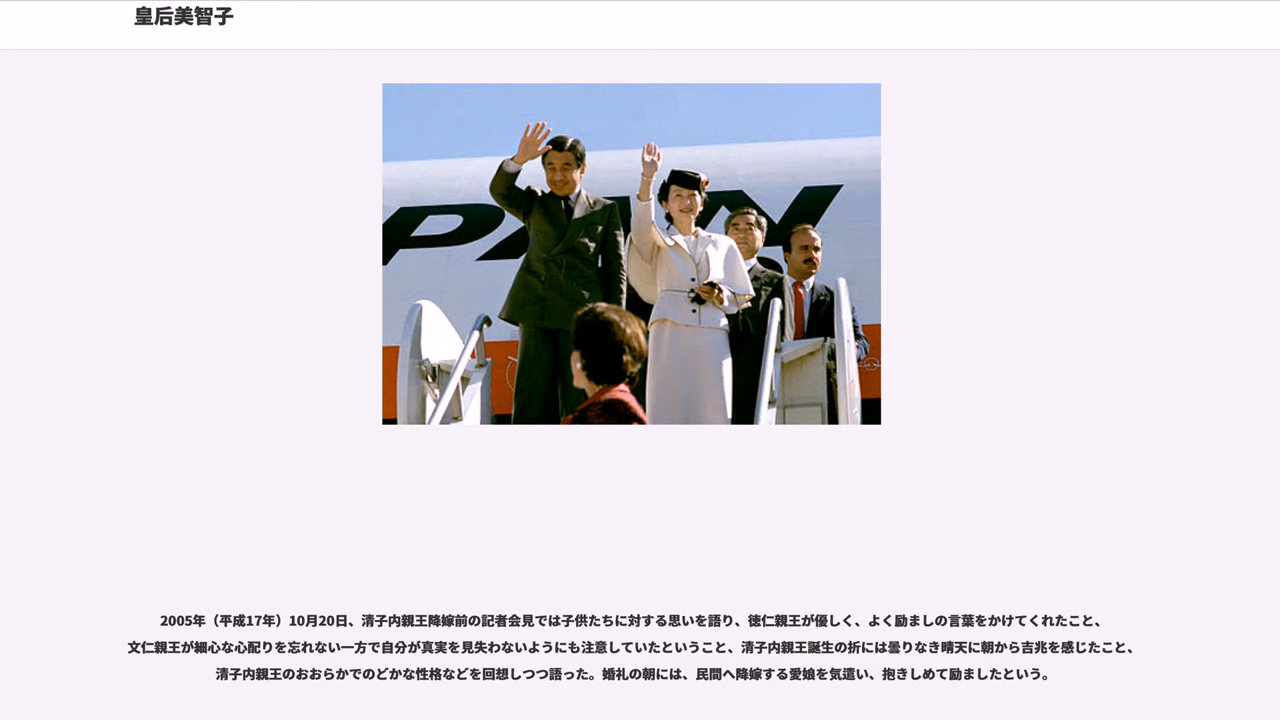 皇后美智子
PAN
2005年（平成17年）10月20日、清子内親王降嫁前の記者会見では子供たちに対する思いを語り、徳仁親王が優しく、よく励ましの言葉をかけてくれたこと、
文仁親王が細心な心配りを忘れない一方で自分が真実を見失わないようにも注意していたということ、清子内親王誕生の折には曇りなき晴天に朝から吉兆を感じたこと、
清子内親王のおおらかでのどかな性格などを回想しつつ語った。婚礼の朝には、民間へ降嫁する愛娘を気遣い、抱きしめて励ましたという。